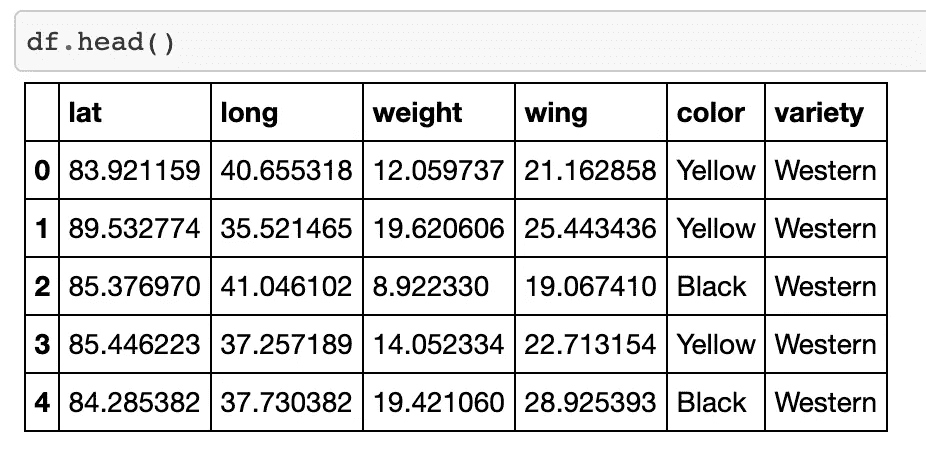 df.head()
lat long weight wing color variety
0 83.921159 40.655318 12.059737 21.162858 Yellow Western
1 89.532774 35.521465 19.620606 25.443436 Yellow Western
2 85.376970 41.046102 8.922330 19.067410 Black Western
3 85.446223 37.257189 14.052334 22.713154 Yellow Western
4 84.285382 37.730382 19.421060 28.925393 Black Western